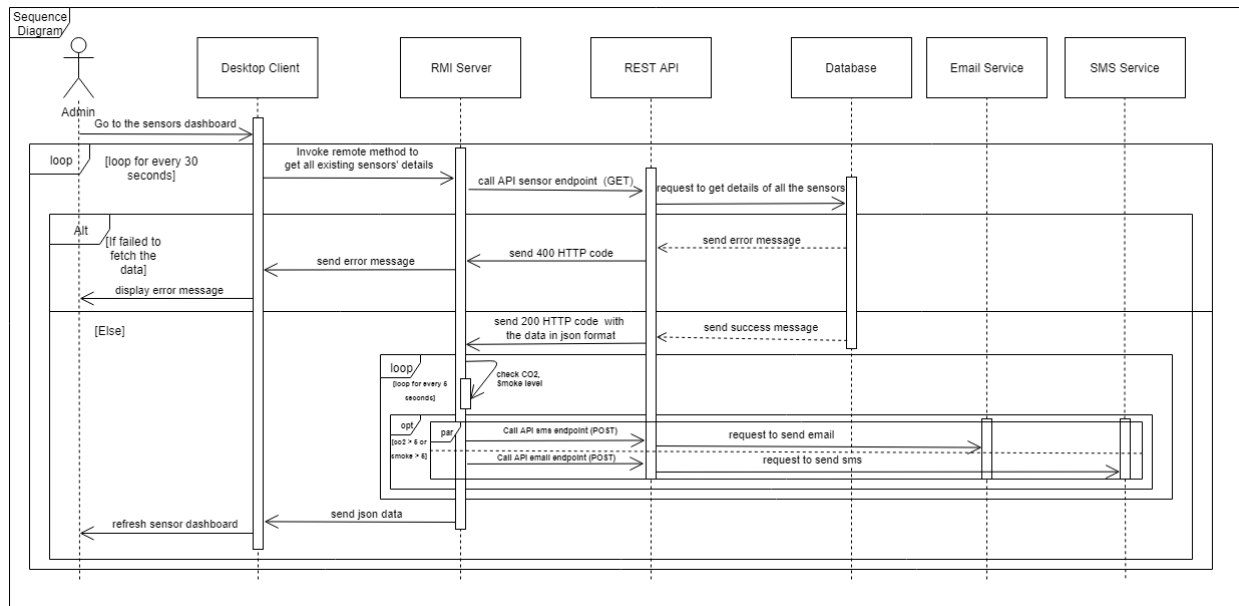 Sequence
Diagram
Desktop Client
RMI Server
REST API
Database
Email Service
SMS Service
Admin
Go to the sensors dashboard
loop
[loop for every 30
seconds]
Invoke remote method to
get all existing sensors' details
call API sensor endpoint (GET)
request to get details of all the sensors
Alt
[If failed to
fetch the
data]
send error message
send 400 HTTP code
send error message
display error message
[Else]
send 200 HTTP code with
the data in json format
send success message
loop
[loop for every 5
seconds]
check CO2,
Smoke level
opt
[co2 > 5 or
smoke > 5]
par
Call API sms endpoint (POST)
request to send email
Call API email endpoint (POST)
request to send sms
send json data
refresh sensor dashboard